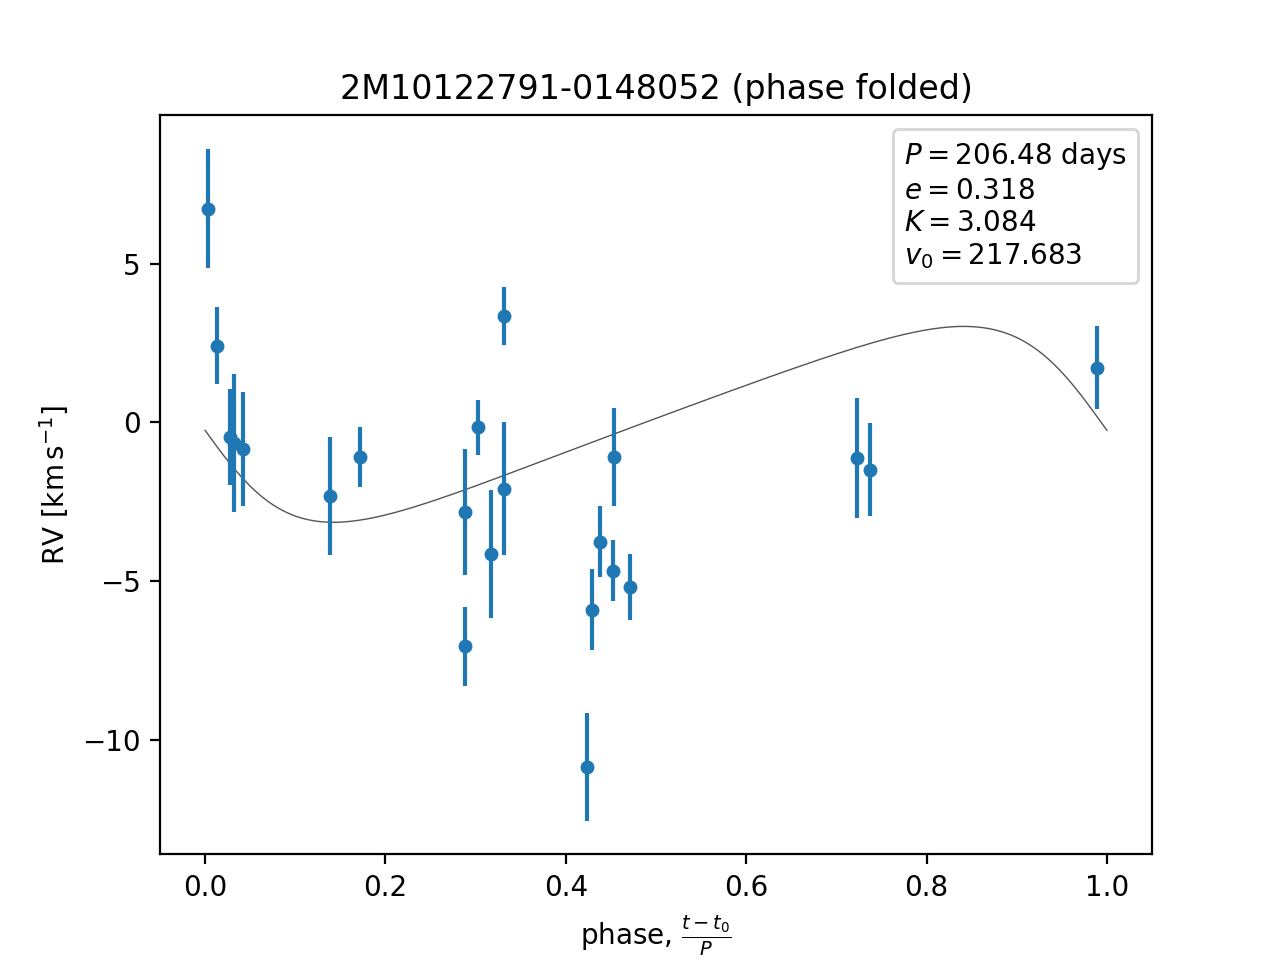 2M10122791-0148052 (phase folded)
P = 206.48 days
e = 0.318
K = 3.084
v₀ = 217.683
RV [km s⁻¹]
5
0
−5
−10
0.0 0.2 0.4 0.6 0.8 1.0
phase, (t − t₀)/P